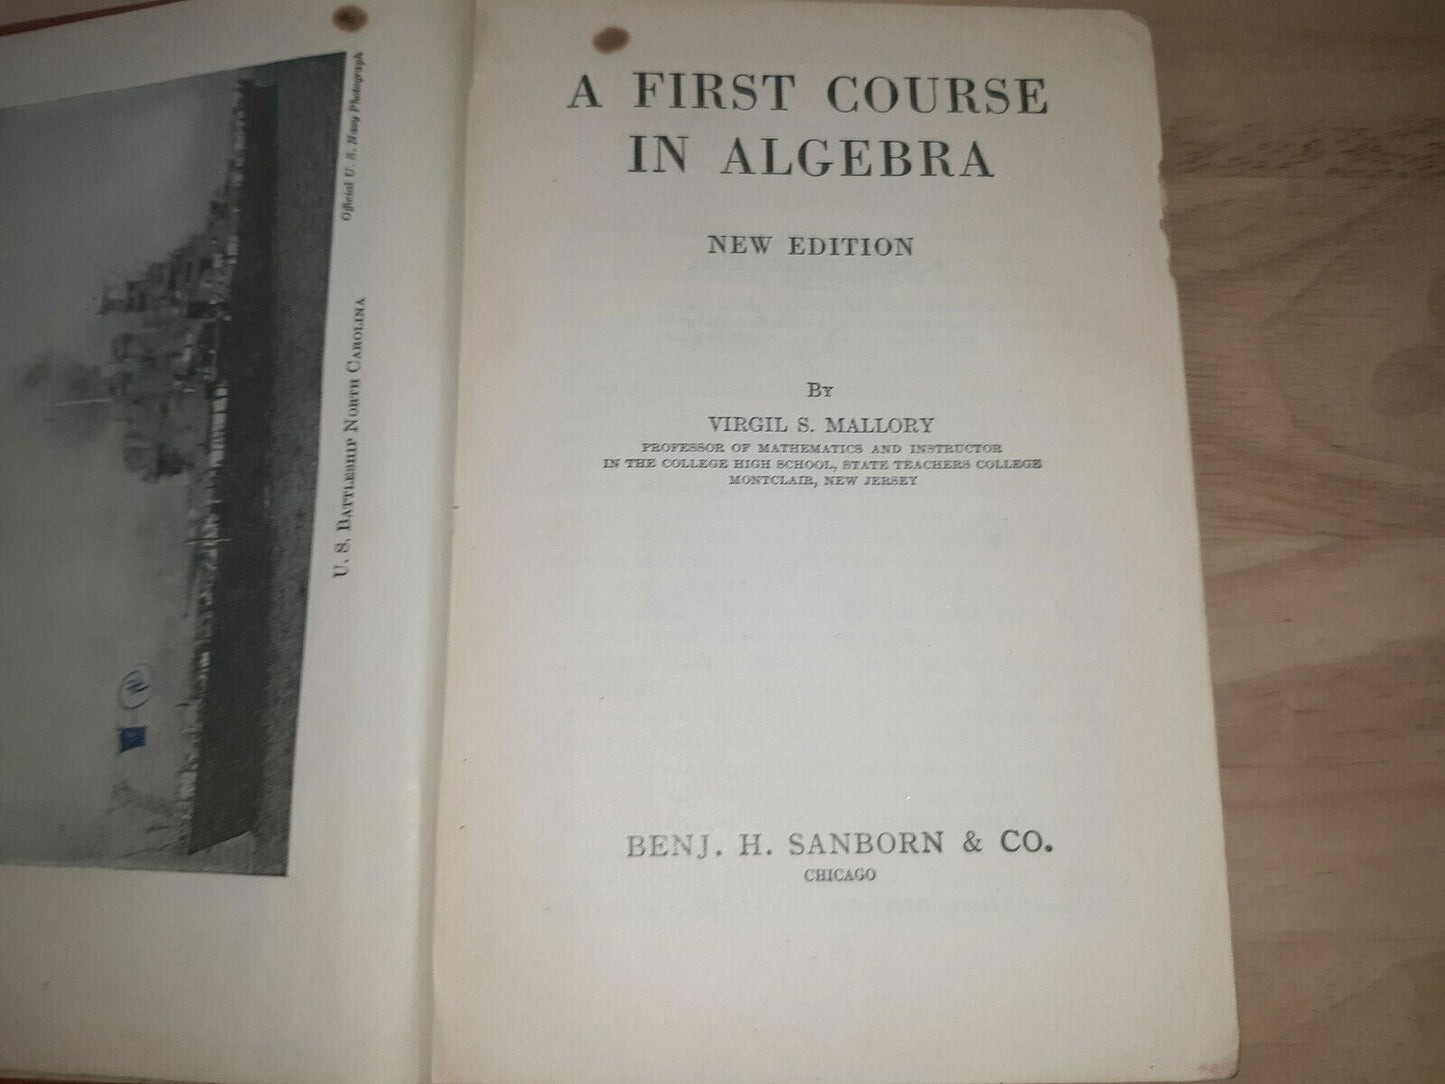 Official U. S. Navy Photograph
U. S. BATTLESHIP NORTH CAROLINA
A FIRST COURSE
IN ALGEBRA
NEW EDITION
BY
VIRGIL S. MALLORY
PROFESSOR OF MATHEMATICS AND INSTRUCTOR
IN THE COLLEGE HIGH SCHOOL, STATE TEACHERS COLLEGE
MONTCLAIR, NEW JERSEY
BENJ. H. SANBORN & CO.
CHICAGO